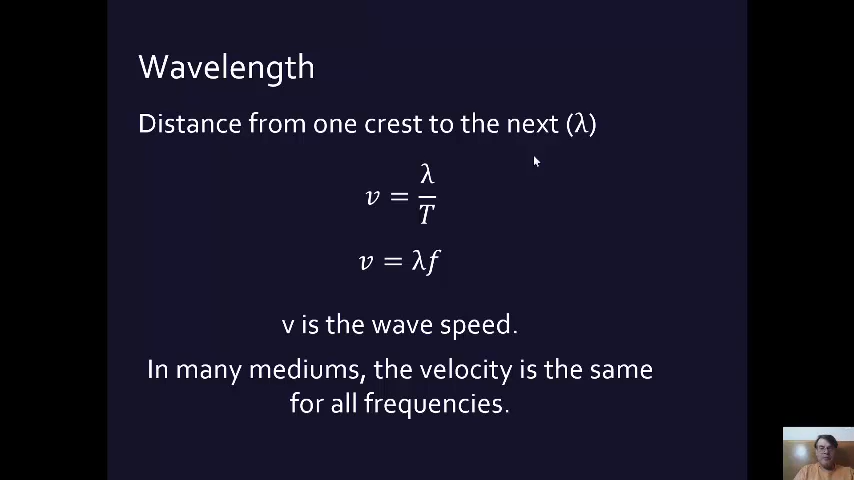 Wavelength
Distance from one crest to the next (λ)
v = λ/T
v = λf
v is the wave speed.
In many mediums, the velocity is the same
for all frequencies.